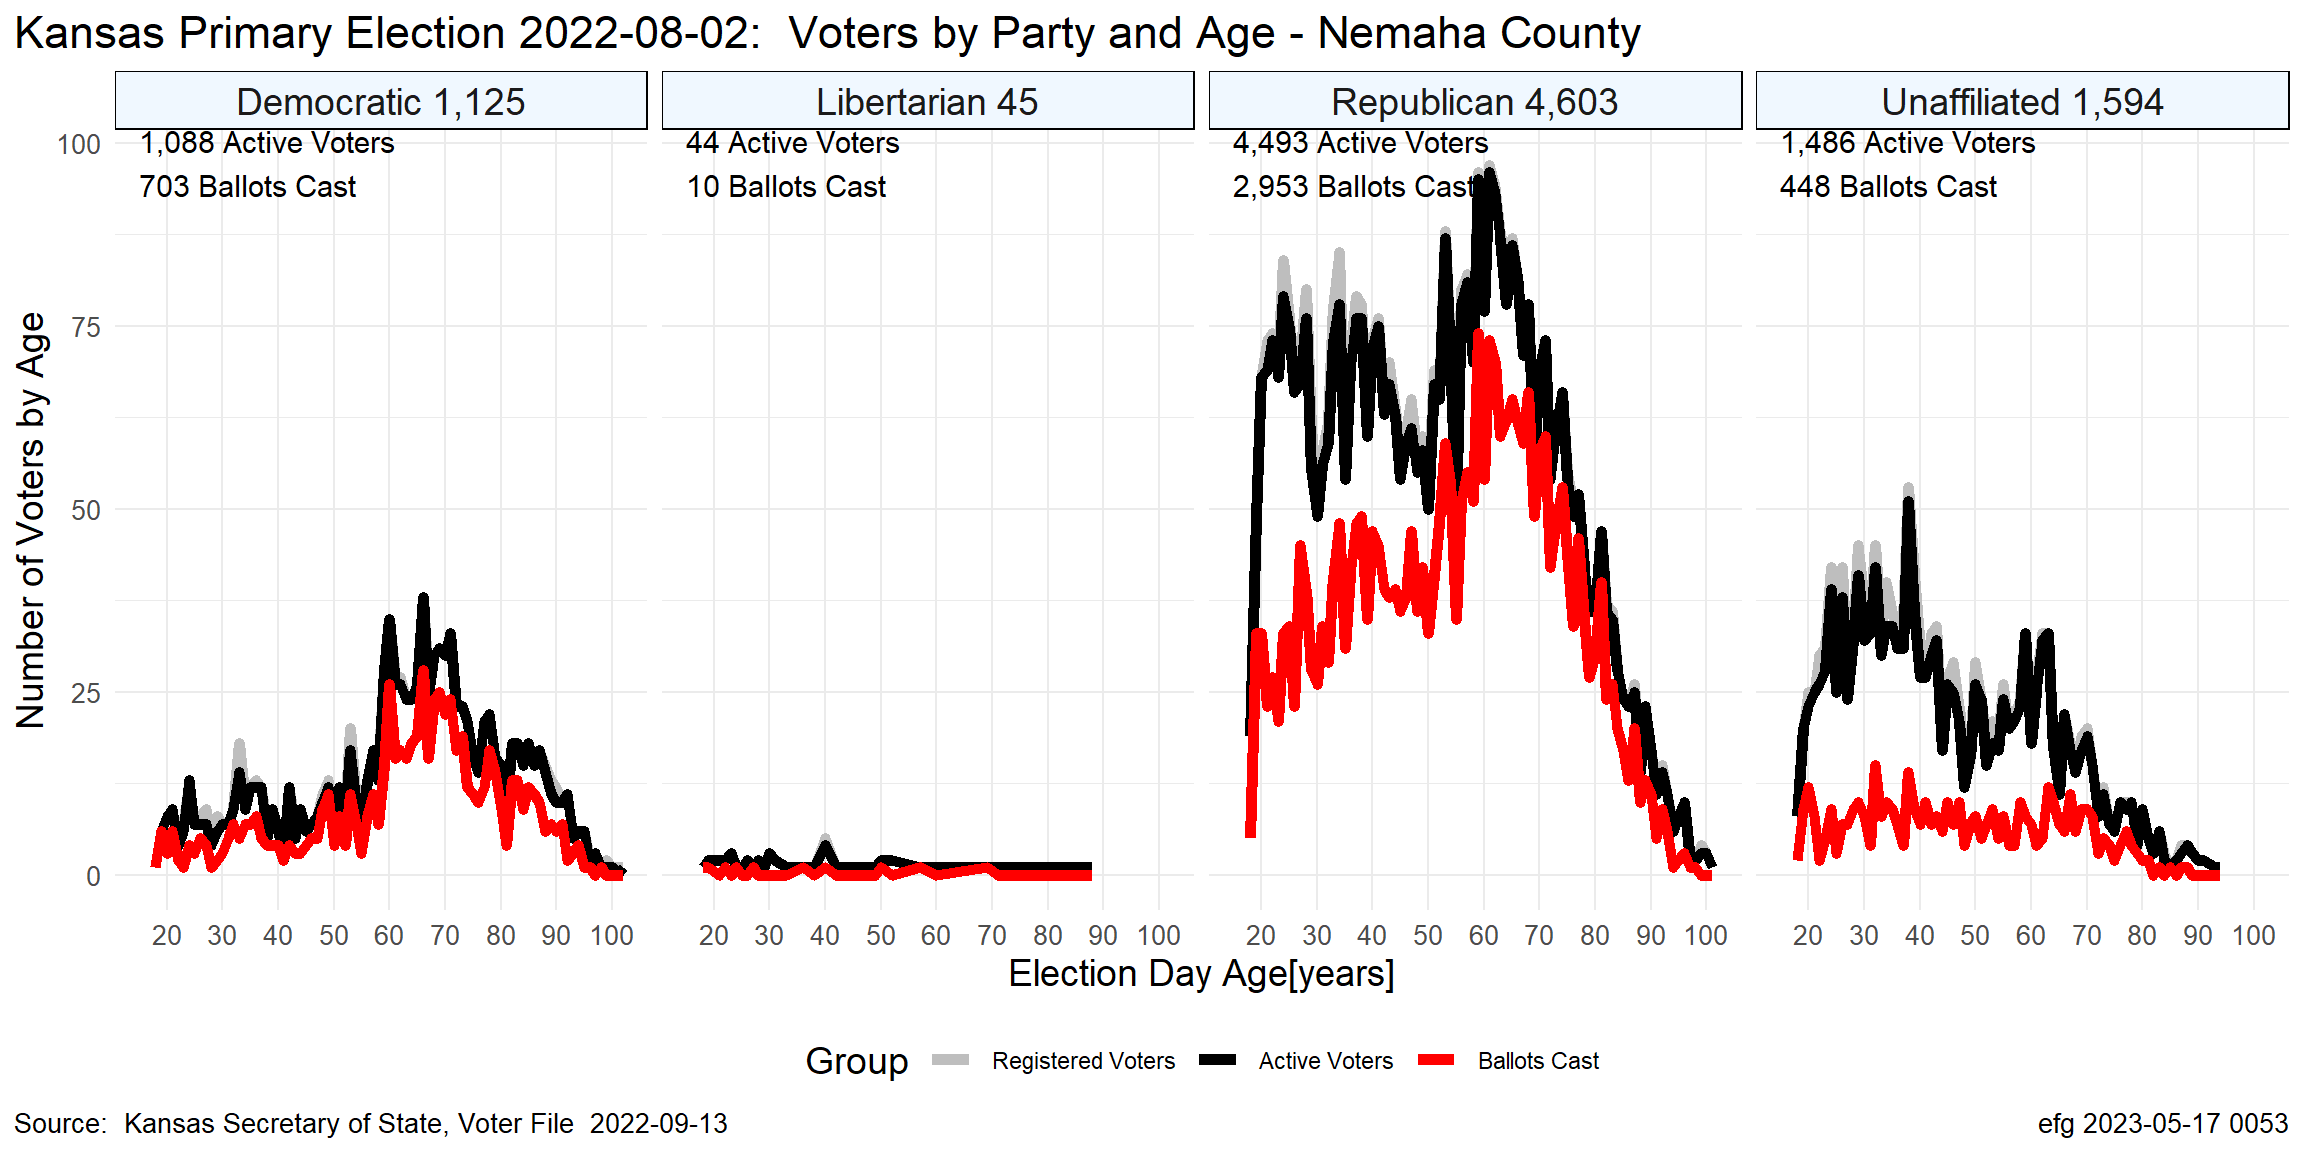 Kansas Primary Election 2022-08-02:  Voters by Party and Age - Nemaha County
Democratic 1,125
Libertarian 45
Republican 4,603
Unaffiliated 1,594
1,088 Active Voters
703 Ballots Cast
44 Active Voters
10 Ballots Cast
4,493 Active Voters
2,953 Ballots Cast
1,486 Active Voters
448 Ballots Cast
Number of Voters by Age
100
75
50
25
0
20 30 40 50 60 70 80 90 100
20 30 40 50 60 70 80 90 100
20 30 40 50 60 70 80 90 100
20 30 40 50 60 70 80 90 100
Election Day Age[years]
Group Registered Voters Active Voters Ballots Cast
Source:  Kansas Secretary of State, Voter File  2022-09-13
efg 2023-05-17 0053